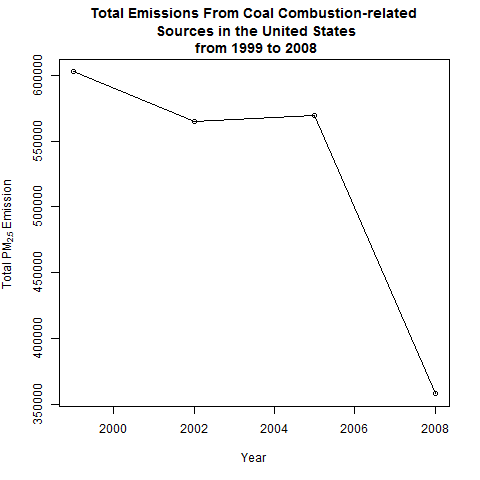 Total Emissions From Coal Combustion-related
Sources in the United States
from 1999 to 2008
Total PM2.5 Emission
600000
550000
500000
450000
400000
350000
2000
2002
2004
2006
2008
Year